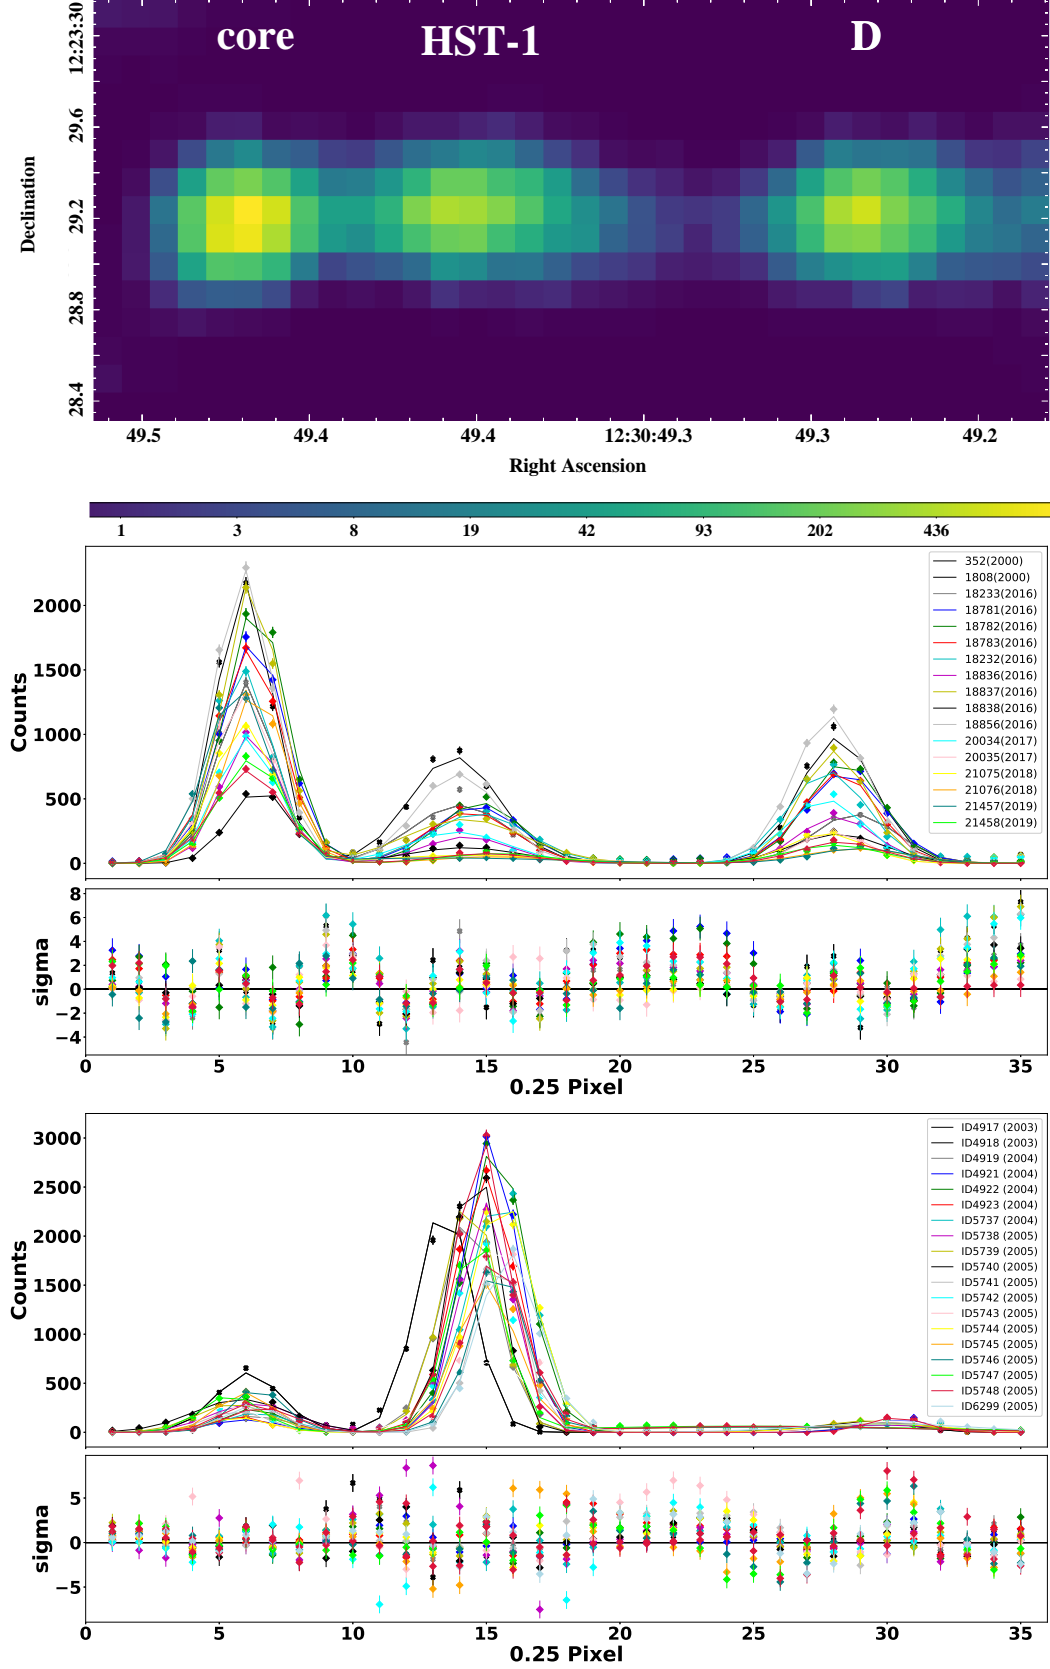 core HST-1 D
12:23:30
29.6
29.2
28.8
28.4
Declination
49.5 49.4 49.4 12:30:49.3 49.3 49.2
Right Ascension
1 3 8 19 42 93 202 436
2000
1500
1000
500
0
Counts
352(2000)
1808(2000)
18233(2016)
18781(2016)
18782(2016)
18783(2016)
18232(2016)
18836(2016)
18837(2016)
18838(2016)
18856(2016)
20034(2017)
20035(2017)
21075(2018)
21076(2018)
21457(2019)
21458(2019)
8
6
4
2
0
−2
−4
sigma
0 5 10 15 20 25 30 35
0.25 Pixel
3000
2500
2000
1500
1000
500
0
Counts
ID4917 (2003)
ID4918 (2003)
ID4919 (2004)
ID4921 (2004)
ID4922 (2004)
ID4923 (2004)
ID5737 (2004)
ID5738 (2005)
ID5739 (2005)
ID5740 (2005)
ID5741 (2005)
ID5742 (2005)
ID5743 (2005)
ID5744 (2005)
ID5745 (2005)
ID5746 (2005)
ID5747 (2005)
ID5748 (2005)
ID6299 (2005)
5
0
−5
sigma
0 5 10 15 20 25 30 35
0.25 Pixel